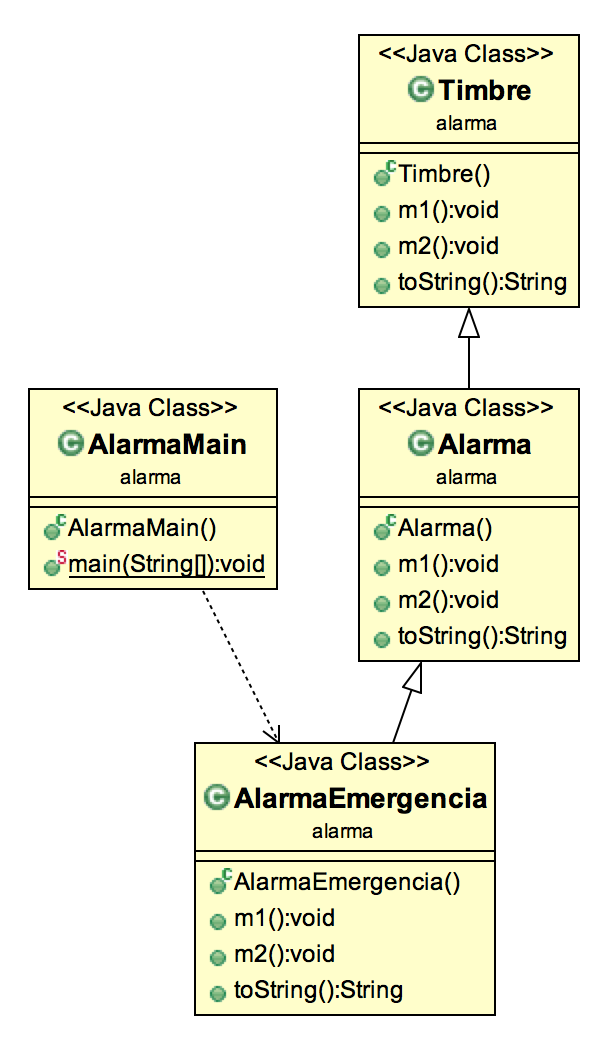 <<Java Class>>
Timbre
alarma
Timbre()
m1():void
m2():void
toString():String
<<Java Class>>
AlarmaMain
alarma
AlarmaMain()
main(String[]):void
<<Java Class>>
Alarma
alarma
Alarma()
m1():void
m2():void
toString():String
<<Java Class>>
AlarmaEmergencia
alarma
AlarmaEmergencia()
m1():void
m2():void
toString():String